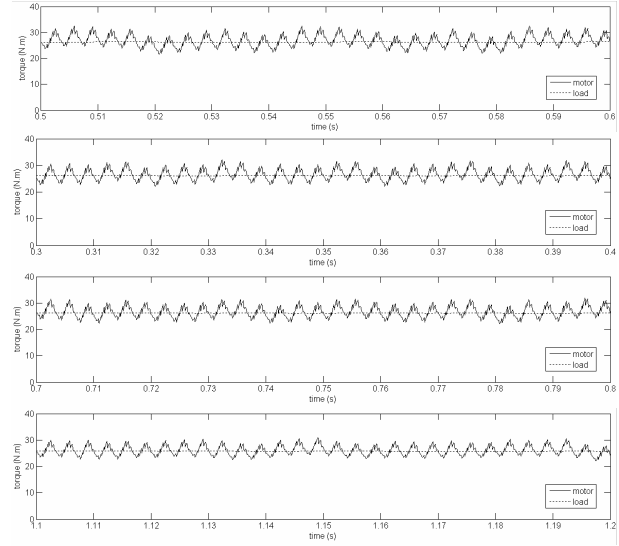 40
30
20
10
0
torque (N.m)
motor
load
0.5 0.51 0.52 0.53 0.54 0.55 0.56 0.57 0.58 0.59 0.6
time (s)
40
30
20
10
0
torque (N.m)
motor
load
0.3 0.31 0.32 0.33 0.34 0.35 0.36 0.37 0.38 0.39 0.4
time (s)
40
30
20
10
0
torque (N.m)
motor
load
0.7 0.71 0.72 0.73 0.74 0.75 0.76 0.77 0.78 0.79 0.8
time (s)
40
30
20
10
0
torque (N.m)
motor
load
1.1 1.11 1.12 1.13 1.14 1.15 1.16 1.17 1.18 1.19 1.2
time (s)